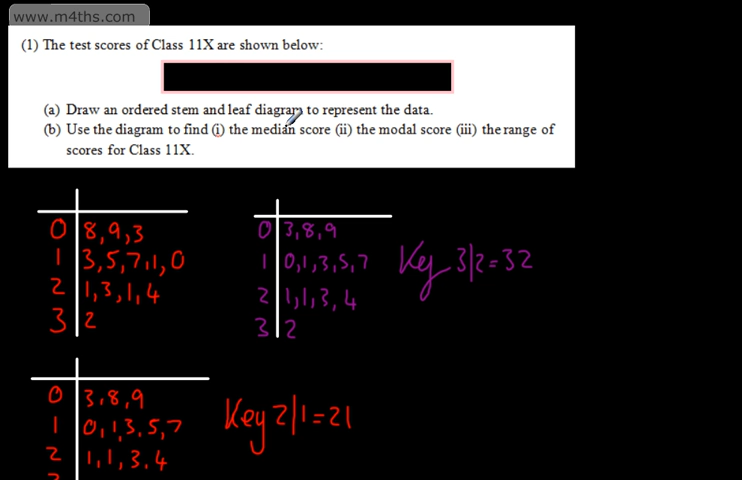 www.m4ths.com
(1) The test scores of Class 11X are shown below:
(a) Draw an ordered stem and leaf diagram to represent the data.
(b) Use the diagram to find (i) the median score (ii) the modal score (iii) the range of
scores for Class 11X.
0 | 8, 9, 3
1 | 3, 5, 7, 1, 0
2 | 1, 3, 1, 4
3 | 2
0 | 3, 8, 9
1 | 0, 1, 3, 5, 7
2 | 1, 1, 3, 4
3 | 2
Key 3|2 = 32
0 | 3, 8, 9
1 | 0, 1, 3, 5, 7
2 | 1, 1, 3, 4
Key 2|1 = 21